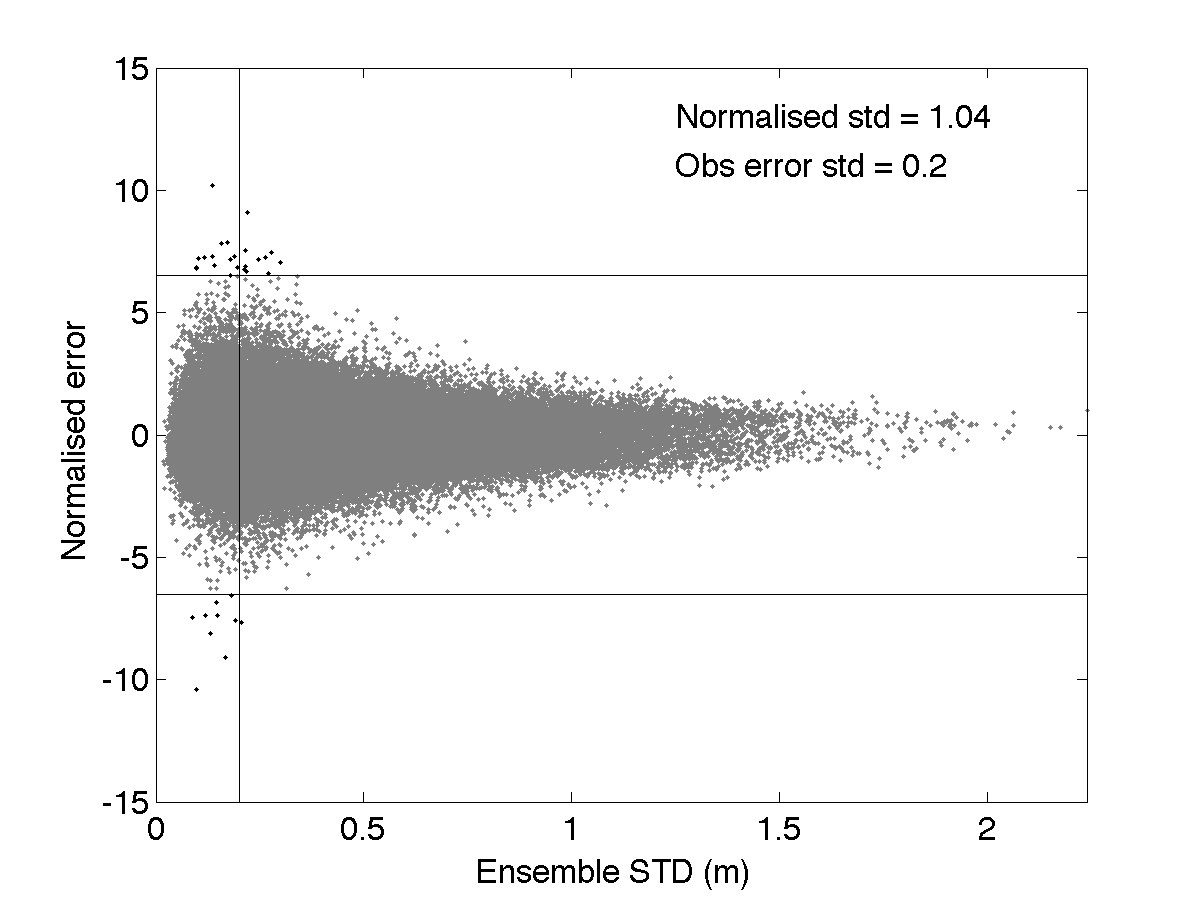 Normalised std = 1.04
Obs error std = 0.2
15
10
5
0
-5
-10
-15
Normalised error
0 0.5 1 1.5 2
Ensemble STD (m)